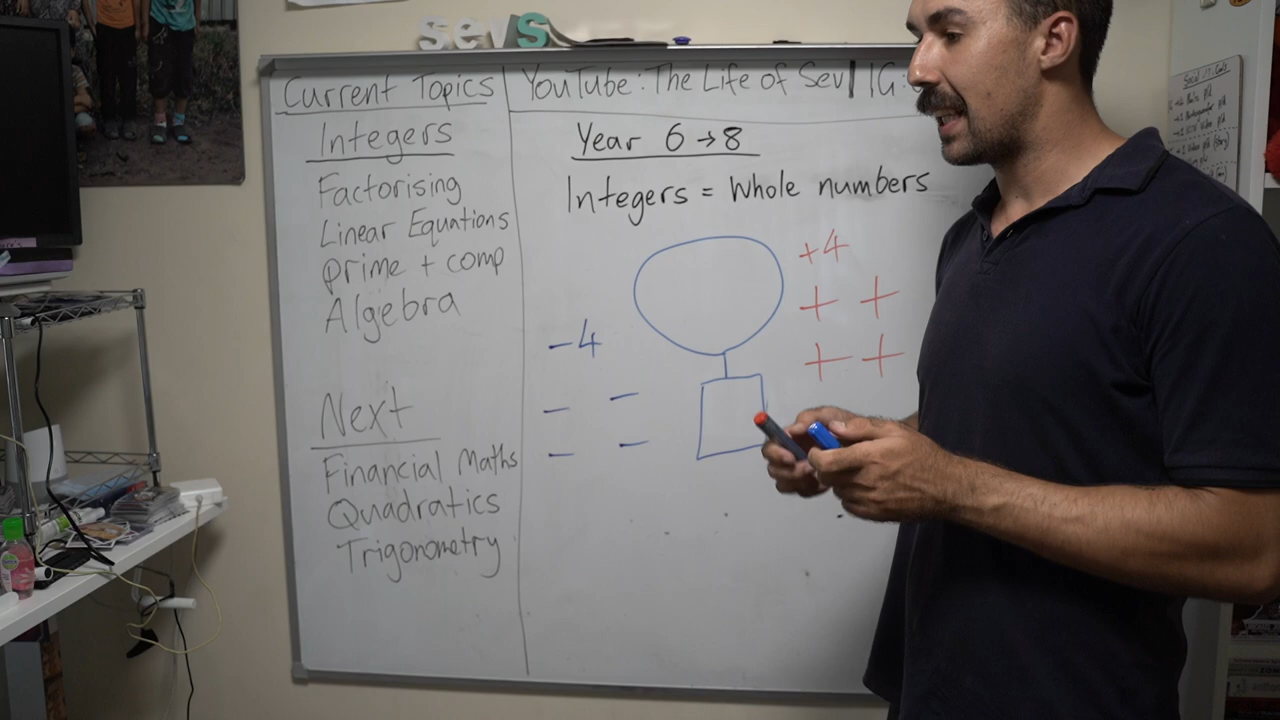 sevs
Current Topics
Integers
Factorising
Linear Equations
prime + comp
Algebra
Next
Financial Maths
Quadratics
Trigonometry
YouTube: The Life of Sev | IG:
Year 6 → 8
Integers = Whole numbers
+4
+ +
+ +
-4
- -
- -